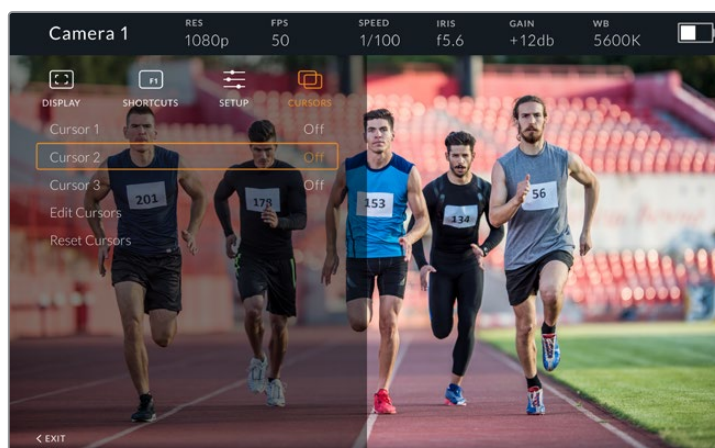 Camera 1
RES
1080p
FPS
50
SPEED
1/100
IRIS
f5.6
GAIN
+12db
WB
5600K
DISPLAY
F1
SHORTCUTS
SETUP
CURSORS
Cursor 1 Off
Cursor 2 Off
Cursor 3 Off
Edit Cursors
Reset Cursors
201
178
153
134
56
< EXIT